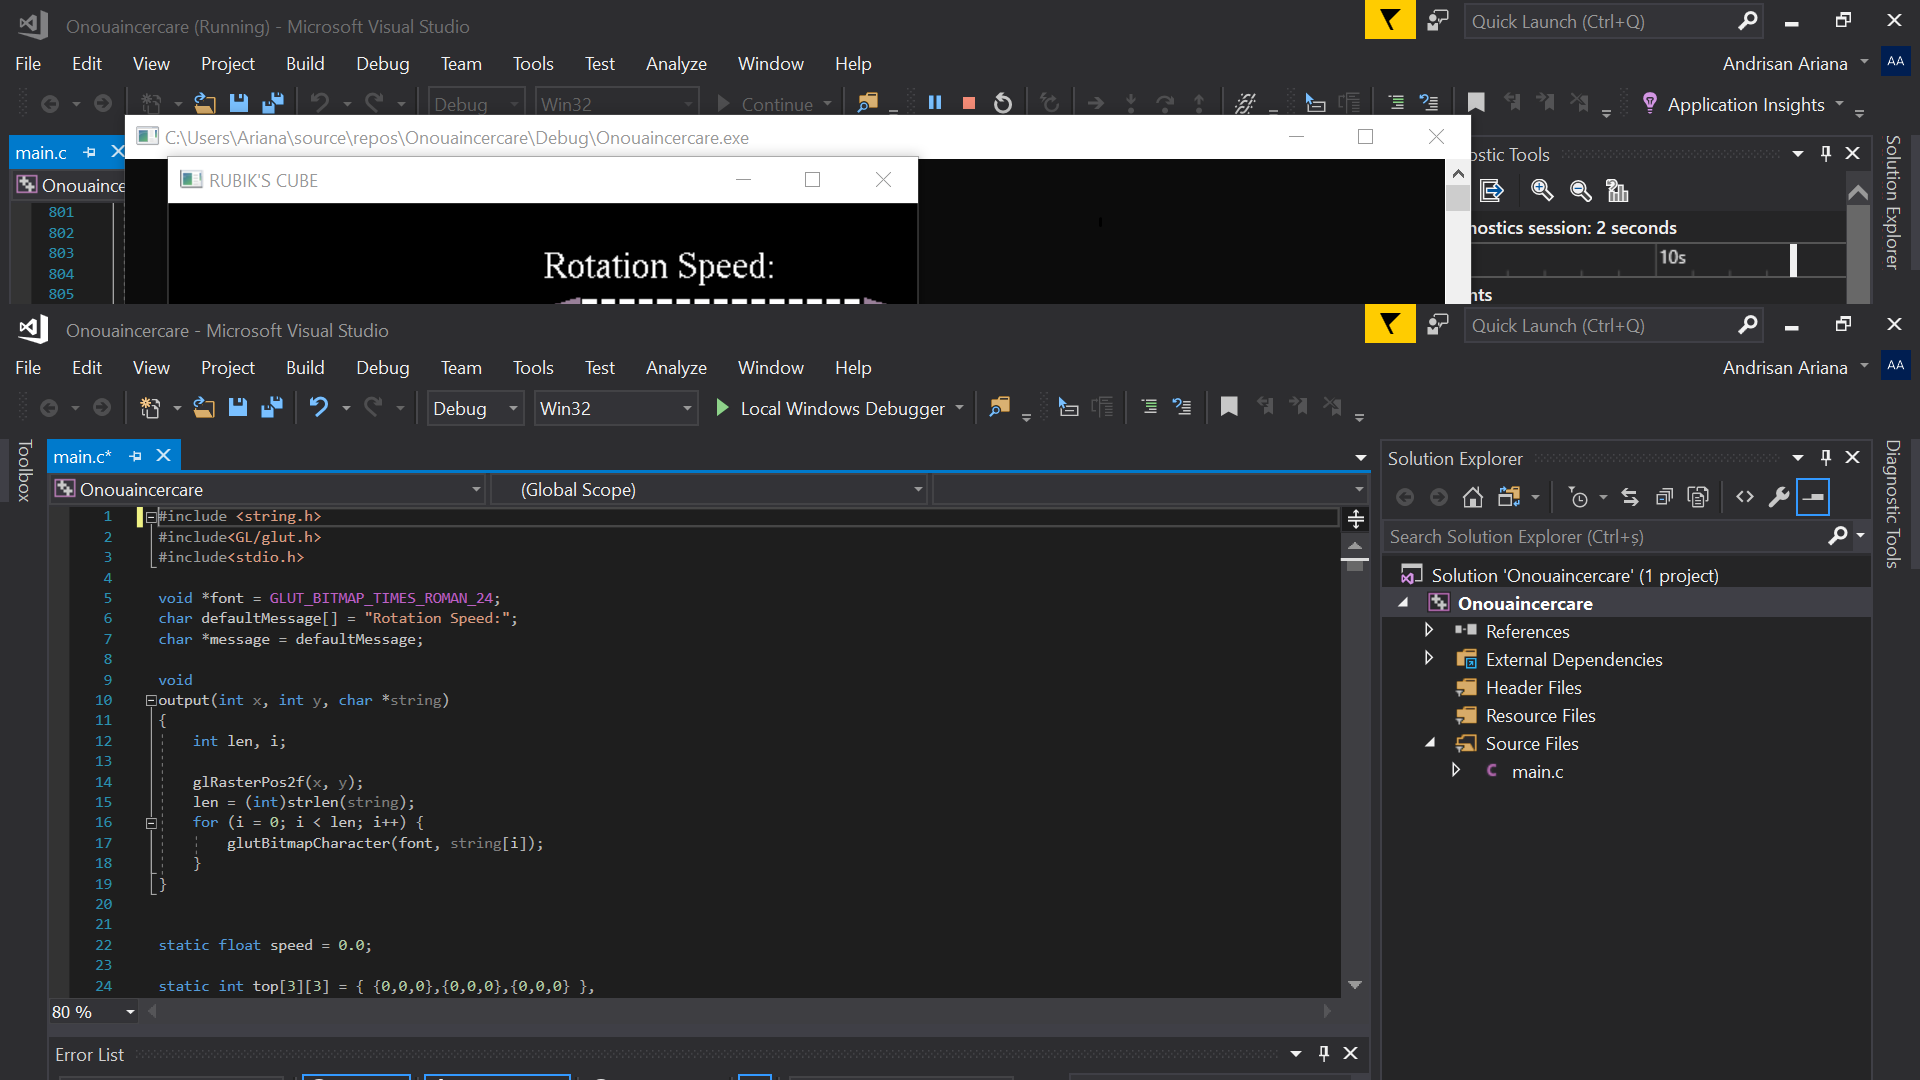 Onouaincercare (Running) - Microsoft Visual Studio
Quick Launch (Ctrl+Q)
File Edit View Project Build Debug Team Tools Test Analyze Window Help
Andrisan Ariana AA
Debug Win32 Continue Application Insights
C:\Users\Ariana\source\repos\Onouaincercare\Debug\Onouaincercare.exe
main.c
ostic Tools
Solution Explorer
RUBIK'S CUBE
Onouaince
801
802
803
804
805
nostics session: 2 seconds
10s
nts
Rotation Speed:
Onouaincercare - Microsoft Visual Studio
Quick Launch (Ctrl+Q)
File Edit View Project Build Debug Team Tools Test Analyze Window Help
Andrisan Ariana AA
Debug Win32 Local Windows Debugger
Toolbox
main.c*
Onouaincercare (Global Scope)
1 #include <string.h>
2 #include<GL/glut.h>
3 #include<stdio.h>
4
5 void *font = GLUT_BITMAP_TIMES_ROMAN_24;
6 char defaultMessage[] = "Rotation Speed:";
7 char *message = defaultMessage;
8
9 void
10 output(int x, int y, char *string)
11 {
12 int len, i;
13
14 glRasterPos2f(x, y);
15 len = (int)strlen(string);
16 for (i = 0; i < len; i++) {
17 glutBitmapCharacter(font, string[i]);
18 }
19 }
20
21
22 static float speed = 0.0;
23
24 static int top[3][3] = { {0,0,0},{0,0,0},{0,0,0} },
80 %
Error List
Solution Explorer
Search Solution Explorer (Ctrl+ș)
Solution 'Onouaincercare' (1 project)
Onouaincercare
References
External Dependencies
Header Files
Resource Files
Source Files
main.c
Diagnostic Tools